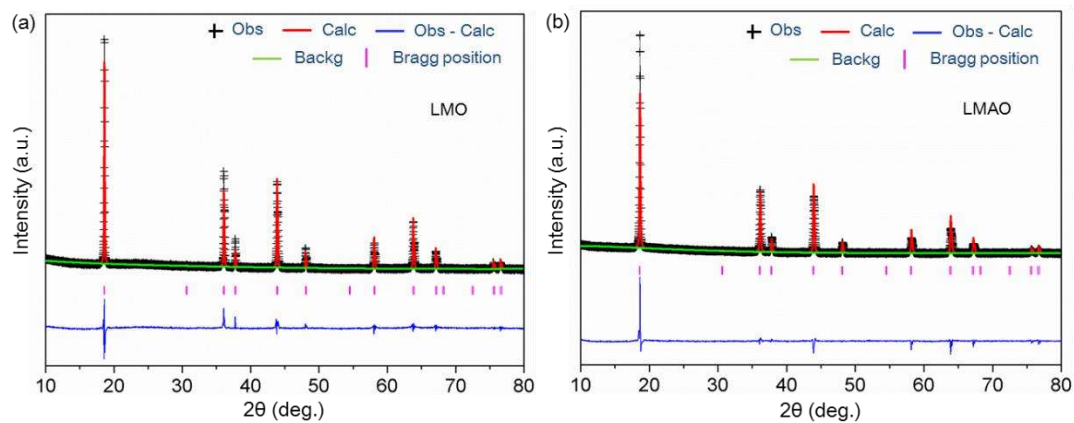 (a)
+ Obs — Calc — Obs - Calc
— Backg | Bragg position
LMO
Intensity (a.u.)
10 20 30 40 50 60 70 80
2θ (deg.)
(b)
+ Obs — Calc — Obs - Calc
— Backg | Bragg position
LMAO
Intensity (a.u.)
10 20 30 40 50 60 70 80
2θ (deg.)